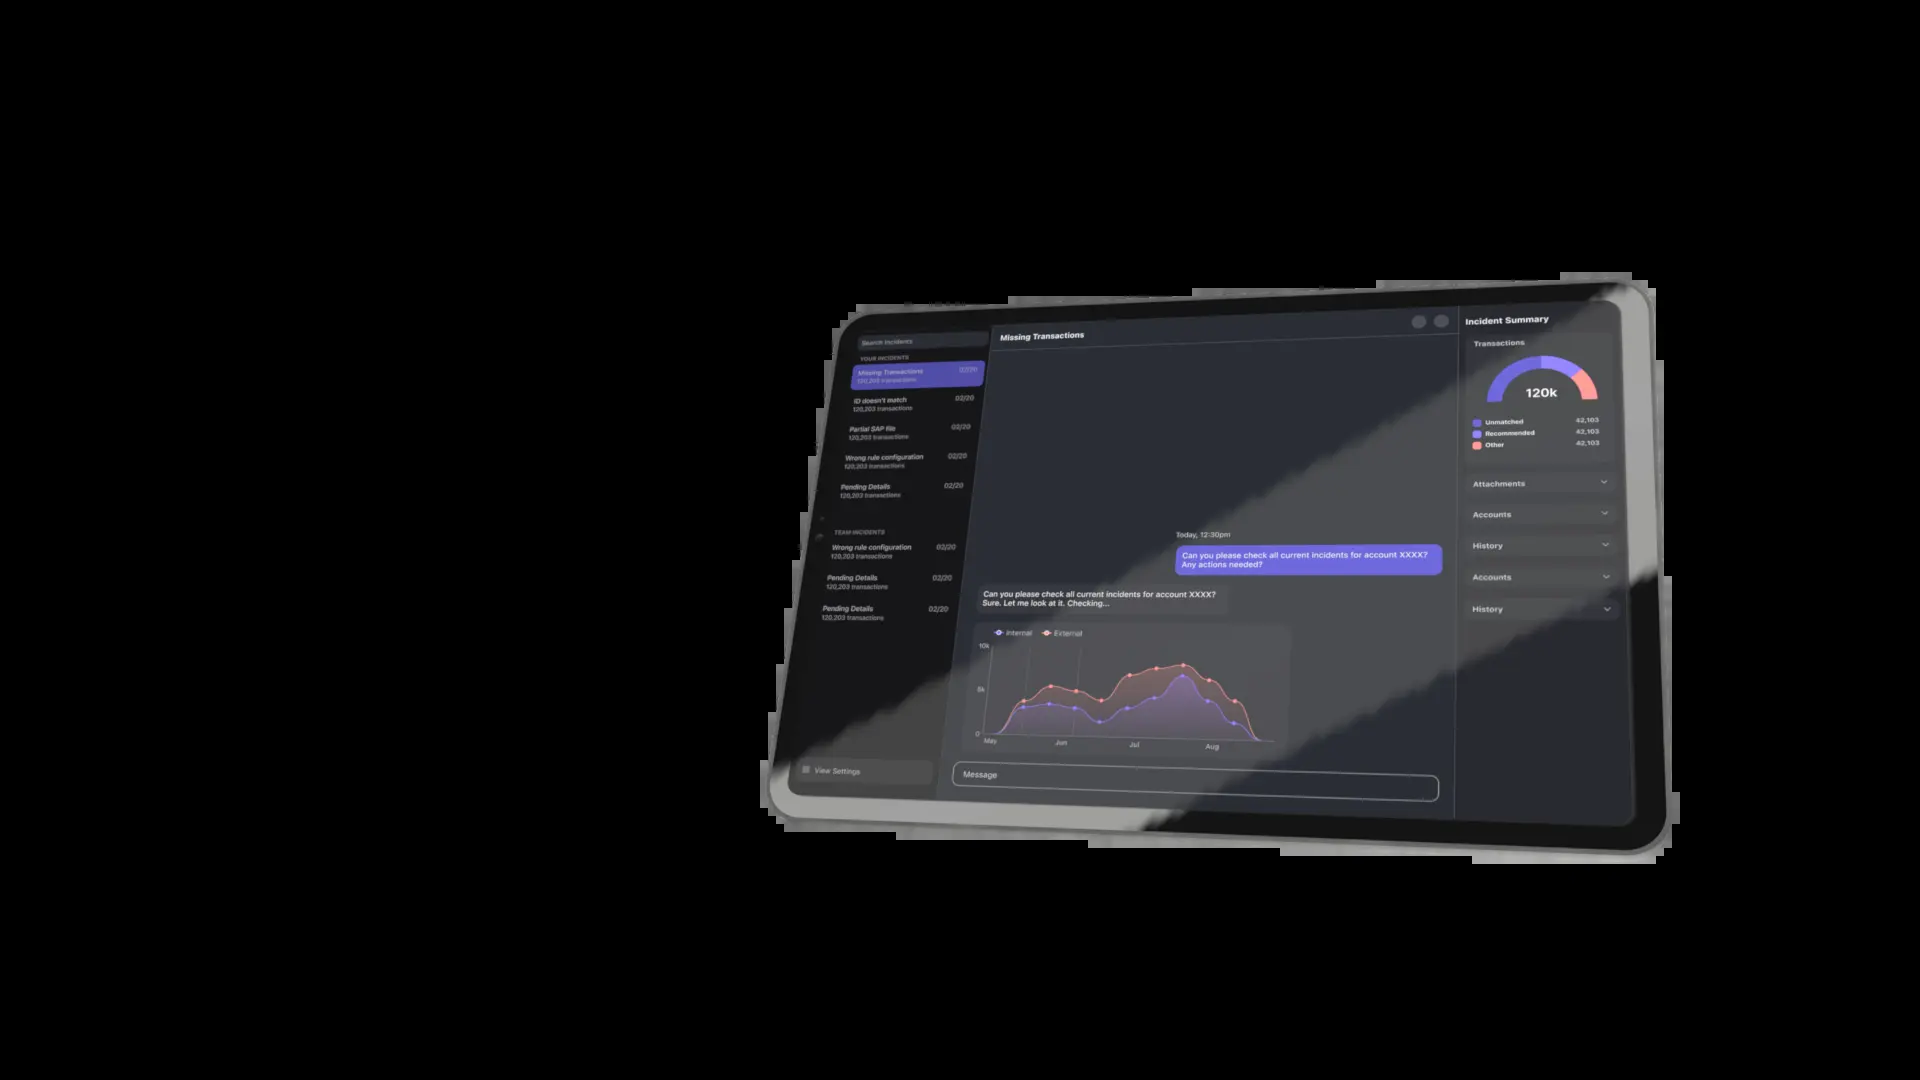 Search Incidents
YOUR INCIDENTS
Missing Transactions 02/20
120,203 transactions
ID doesn't match 02/20
120,203 transactions
Partial SAP file 02/20
120,203 transactions
Wrong rule configuration 02/20
120,203 transactions
Pending Details 02/20
120,203 transactions
TEAM INCIDENTS
Wrong rule configuration 02/20
120,203 transactions
Pending Details 02/20
120,203 transactions
Pending Details 02/20
120,203 transactions
View Settings
Missing Transactions
Today, 12:30pm
Can you please check all current incidents for account XXXX?
Any actions needed?
Can you please check all current incidents for account XXXX?
Sure. Let me look at it. Checking...
Internal External
10k
5k
0
May Jun Jul Aug
Message
Incident Summary
Transactions
120k
Unmatched 42,103
Recommended 42,103
Other 42,103
Attachments
Accounts
History
Accounts
History